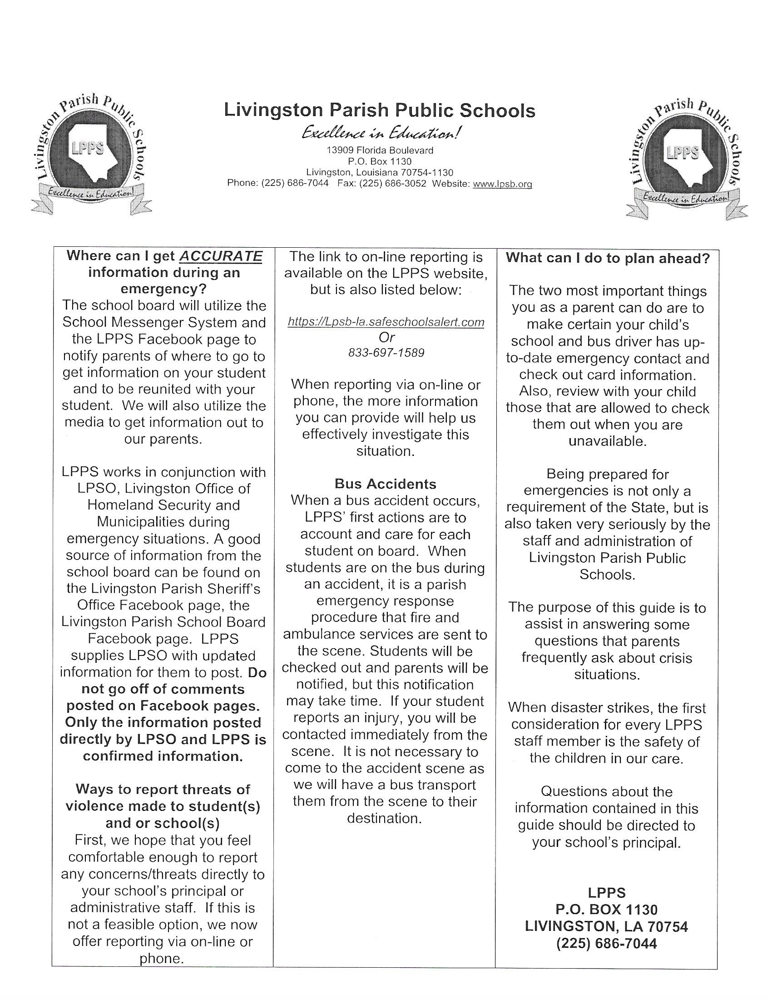 Livingston Parish Public Schools
LPPS
Excellence in Education!
Livingston Parish Public Schools
Excellence in Education!
13909 Florida Boulevard
P.O. Box 1130
Livingston, Louisiana 70754-1130
Phone: (225) 686-7044 Fax: (225) 686-3052 Website: www.lpsb.org
Livingston Parish Public Schools
LPPS
Excellence in Education!
Where can I get ACCURATE
information during an
emergency?
The school board will utilize the
School Messenger System and
the LPPS Facebook page to
notify parents of where to go to
get information on your student
and to be reunited with your
student. We will also utilize the
media to get information out to
our parents.
LPPS works in conjunction with
LPSO, Livingston Office of
Homeland Security and
Municipalities during
emergency situations. A good
source of information from the
school board can be found on
the Livingston Parish Sheriff's
Office Facebook page, the
Livingston Parish School Board
Facebook page. LPPS
supplies LPSO with updated
information for them to post. Do
not go off of comments
posted on Facebook pages.
Only the information posted
directly by LPSO and LPPS is
confirmed information.
Ways to report threats of
violence made to student(s)
and or school(s)
First, we hope that you feel
comfortable enough to report
any concerns/threats directly to
your school's principal or
administrative staff. If this is
not a feasible option, we now
offer reporting via on-line or
phone.
The link to on-line reporting is
available on the LPPS website,
but is also listed below:
https://Lpsb-la.safeschoolsalert.com
Or
833-697-1589
When reporting via on-line or
phone, the more information
you can provide will help us
effectively investigate this
situation.
Bus Accidents
When a bus accident occurs,
LPPS' first actions are to
account and care for each
student on board. When
students are on the bus during
an accident, it is a parish
emergency response
procedure that fire and
ambulance services are sent to
the scene. Students will be
checked out and parents will be
notified, but this notification
may take time. If your student
reports an injury, you will be
contacted immediately from the
scene. It is not necessary to
come to the accident scene as
we will have a bus transport
them from the scene to their
destination.
What can I do to plan ahead?
The two most important things
you as a parent can do are to
make certain your child's
school and bus driver has up-
to-date emergency contact and
check out card information.
Also, review with your child
those that are allowed to check
them out when you are
unavailable.
Being prepared for
emergencies is not only a
requirement of the State, but is
also taken very seriously by the
staff and administration of
Livingston Parish Public
Schools.
The purpose of this guide is to
assist in answering some
questions that parents
frequently ask about crisis
situations.
When disaster strikes, the first
consideration for every LPPS
staff member is the safety of
the children in our care.
Questions about the
information contained in this
guide should be directed to
your school's principal.
LPPS
P.O. BOX 1130
LIVINGSTON, LA 70754
(225) 686-7044